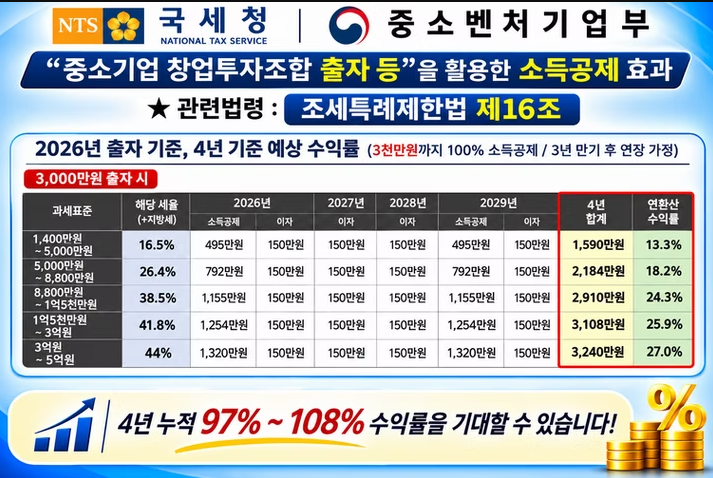 NTS 국세청 NATIONAL TAX SERVICE 중소벤처기업부
“중소기업 창업투자조합 출자 등”을 활용한 소득공제 효과
★ 관련법령 : 조세특례제한법 제16조
2026년 출자 기준, 4년 기준 예상 수익률 (3천만원까지 100% 소득공제 / 3년 만기 후 연장 가정)
3,000만원 출자 시
과세표준 해당 세율 (+지방세) 2026년 2027년 2028년 2029년 4년 합계 연환산 수익률
소득공제 이자 이자 이자 소득공제 이자
1,400만원 ~ 5,000만원 16.5% 495만원 150만원 150만원 150만원 495만원 150만원 1,590만원 13.3%
5,000만원 ~ 8,800만원 26.4% 792만원 150만원 150만원 150만원 792만원 150만원 2,184만원 18.2%
8,800만원 ~ 1억5천만원 38.5% 1,155만원 150만원 150만원 150만원 1,155만원 150만원 2,910만원 24.3%
1억5천만원 ~ 3억원 41.8% 1,254만원 150만원 150만원 150만원 1,254만원 150만원 3,108만원 25.9%
3억원 ~ 5억원 44% 1,320만원 150만원 150만원 150만원 1,320만원 150만원 3,240만원 27.0%
4년 누적 97% ~ 108% 수익률을 기대할 수 있습니다!
%